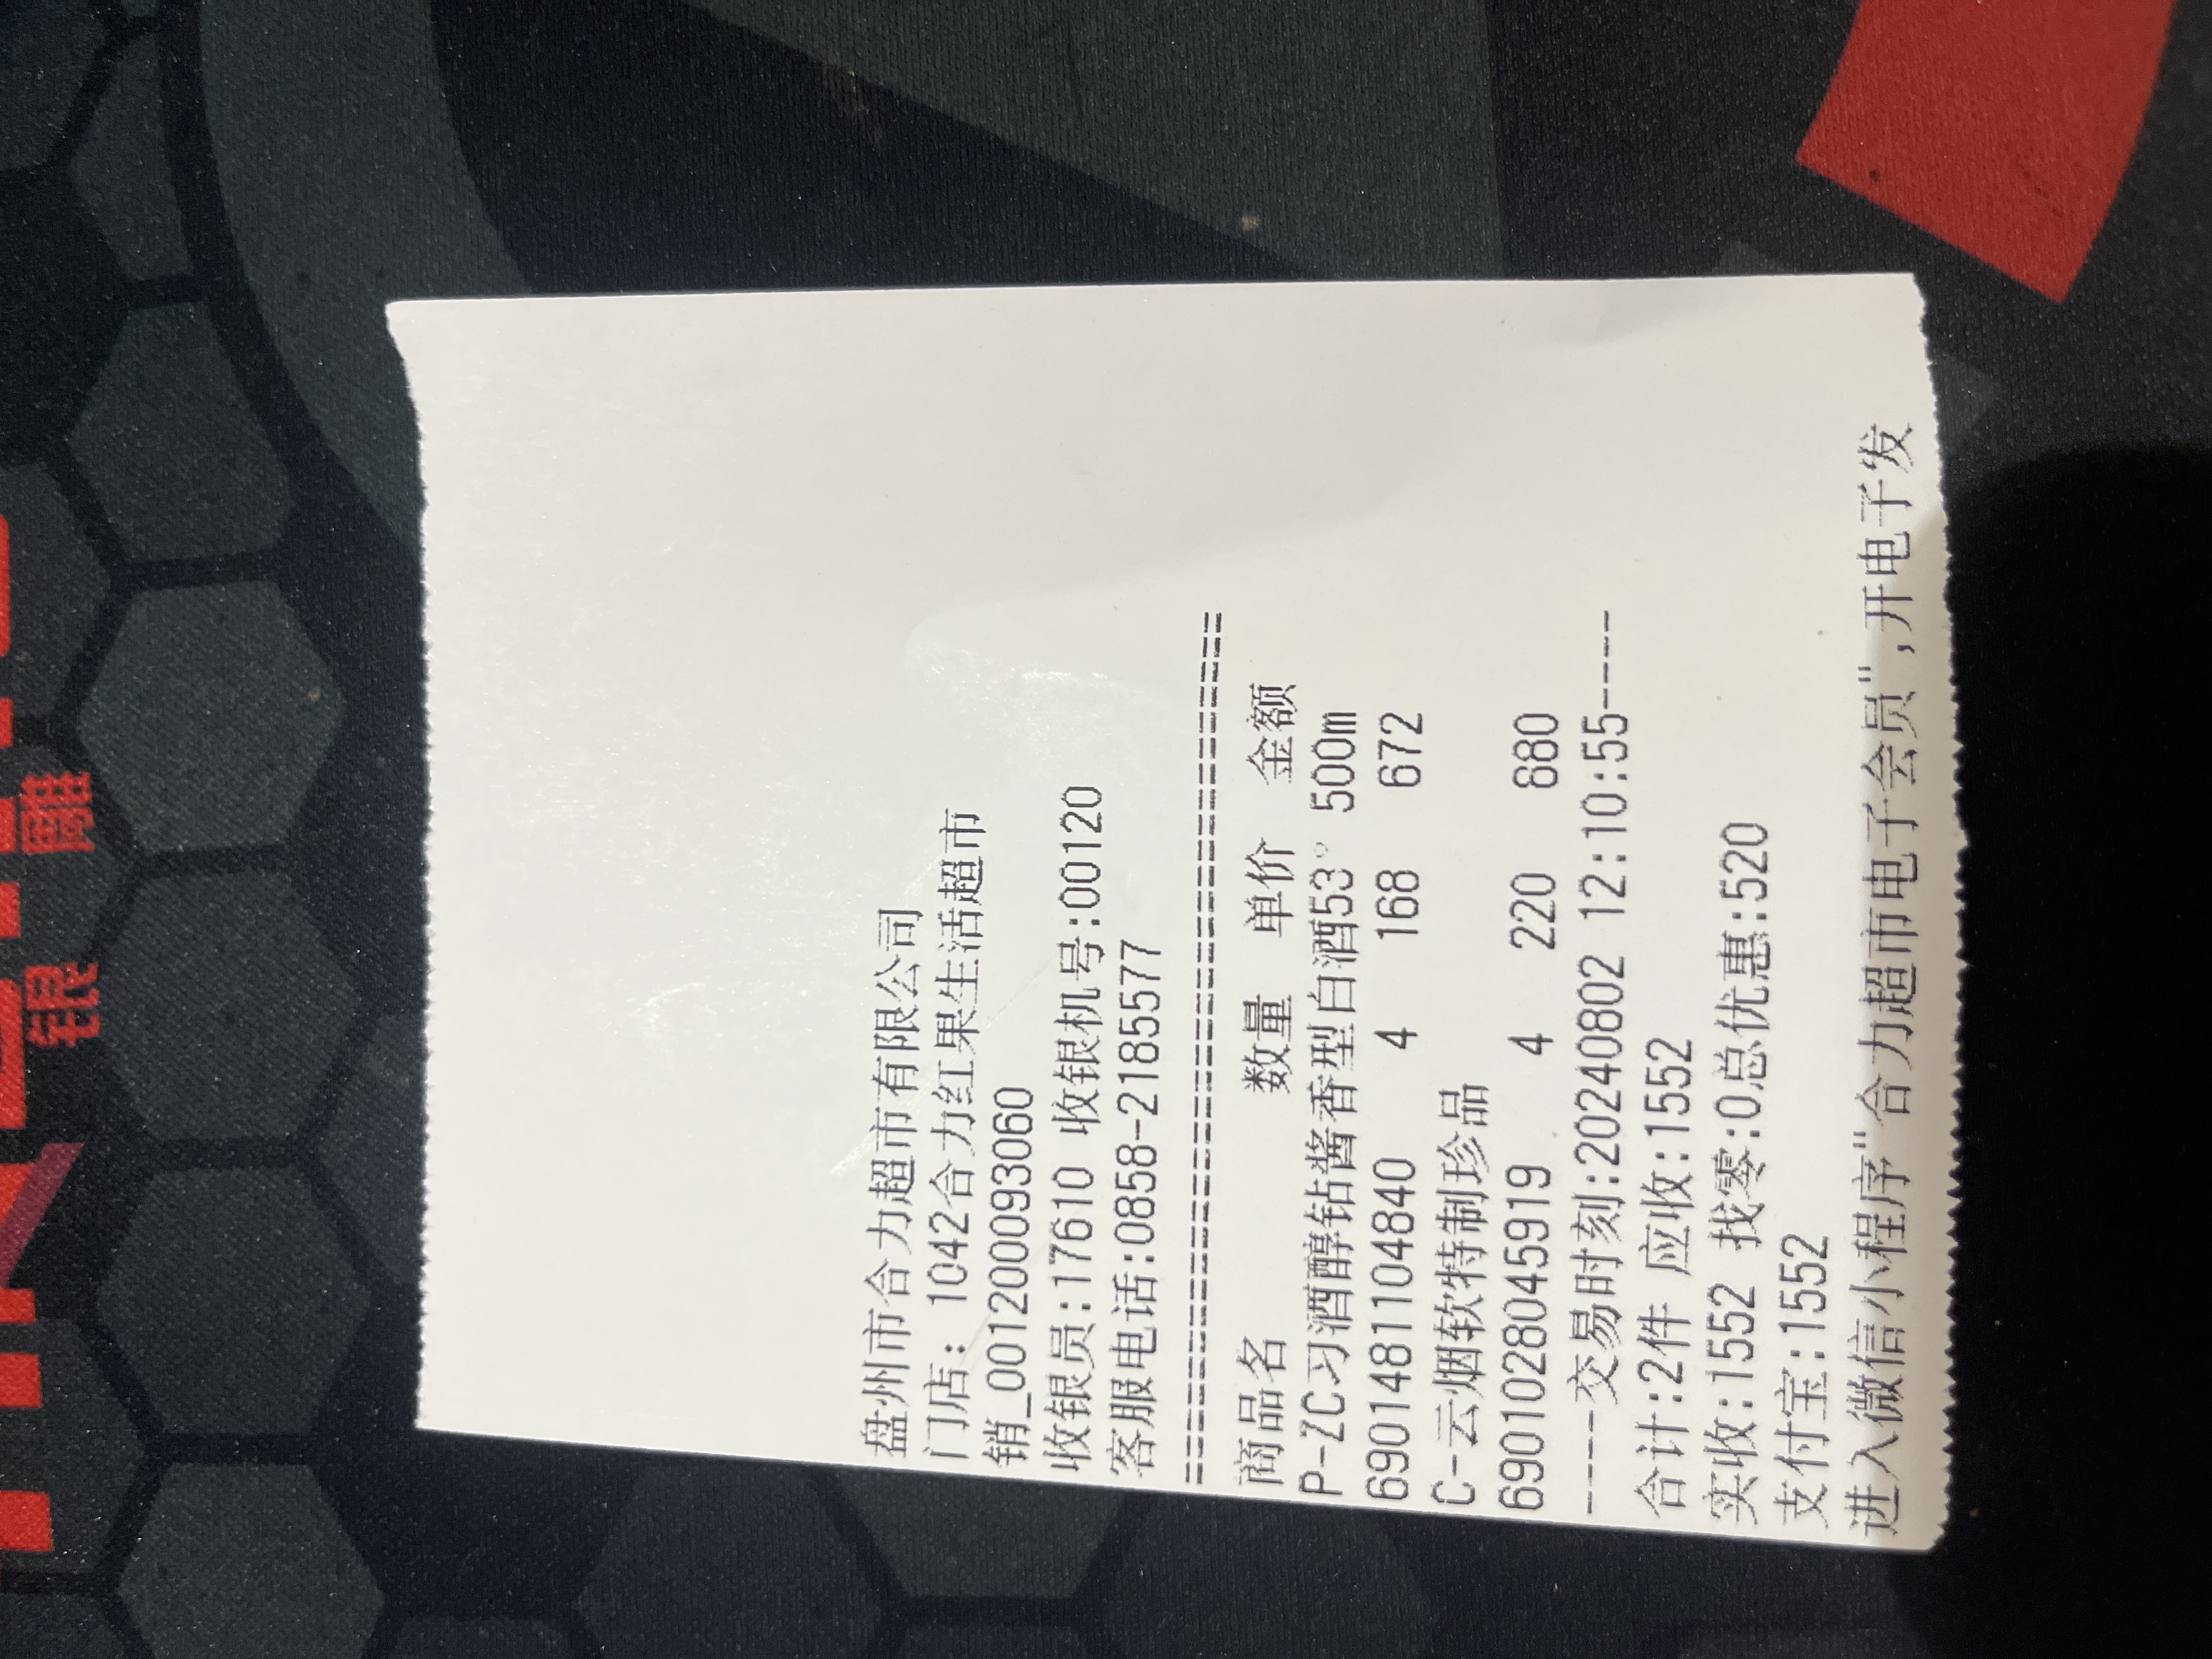 盘州市合力超市有限公司
门店: 1042合力红果生活超市
销_0012000093060
收银员:17610 收银机号:00120
客服电话:0858-2185577
================================
商品名 数量 单价 金额
P-ZC习酒醇钻酱香型白酒53° 500m
6901481104840 4 168 672
C-云烟软特制珍品
6901028045919 4 220 880
----交易时刻:20240802 12:10:55----
合计:2件 应收:1552
实收:1552 找零:0总优惠:520
支付宝:1552
进入微信小程序"合力超市电子会员",开电子发
银 雕